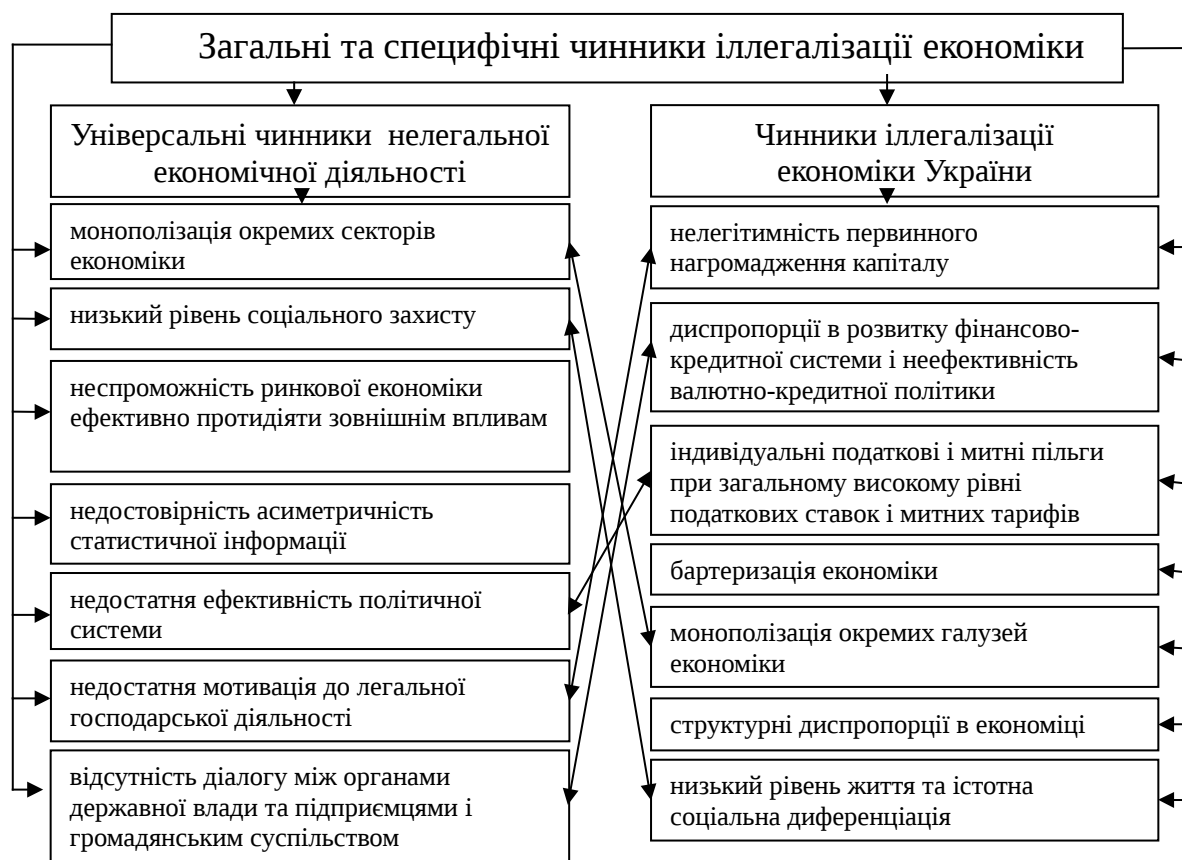 Загальні та специфічні чинники іллегалізації економіки
Універсальні чинники нелегальної
економічної діяльності
монополізація окремих секторів
економіки
низький рівень соціального захисту
неспроможність ринкової економіки
ефективно протидіяти зовнішнім впливам
недостовірність асиметричність
статистичної інформації
недостатня ефективність політичної
системи
недостатня мотивація до легальної
господарської діяльності
відсутність діалогу між органами
державної влади та підприємцями і
громадянським суспільством
Чинники іллегалізації
економіки України
нелегітимність первинного
нагромадження капіталу
диспропорції в розвитку фінансово-
кредитної системи і неефективність
валютно-кредитної політики
індивідуальні податкові і митні пільги
при загальному високому рівні
податкових ставок і митних тарифів
бартеризація економіки
монополізація окремих галузей
економіки
структурні диспропорції в економіці
низький рівень життя та істотна
соціальна диференціація